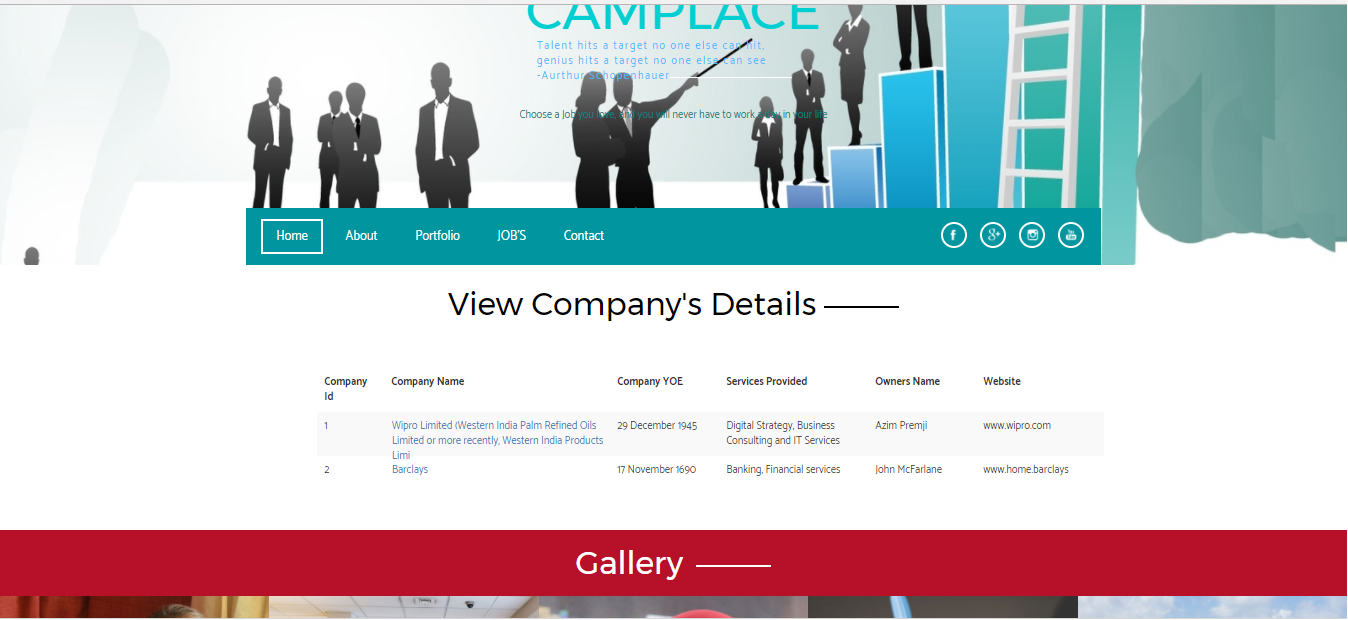 CAMPLACE
Talent hits a target no one else can hit,
genius hits a target no one else can see
-Aurthur Schopenhauer
Choose a Job you love, and you will never have to work a day in your life
Home About Portfolio JOB'S Contact
View Company's Details
Company Id Company Name Company YOE Services Provided Owners Name Website
1 Wipro Limited (Western India Palm Refined Oils 29 December 1945 Digital Strategy, Business Azim Premji www.wipro.com
Limited or more recently, Western India Products Consulting and IT Services
Limi
2 Barclays 17 November 1690 Banking, Financial services John McFarlane www.home.barclays
Gallery